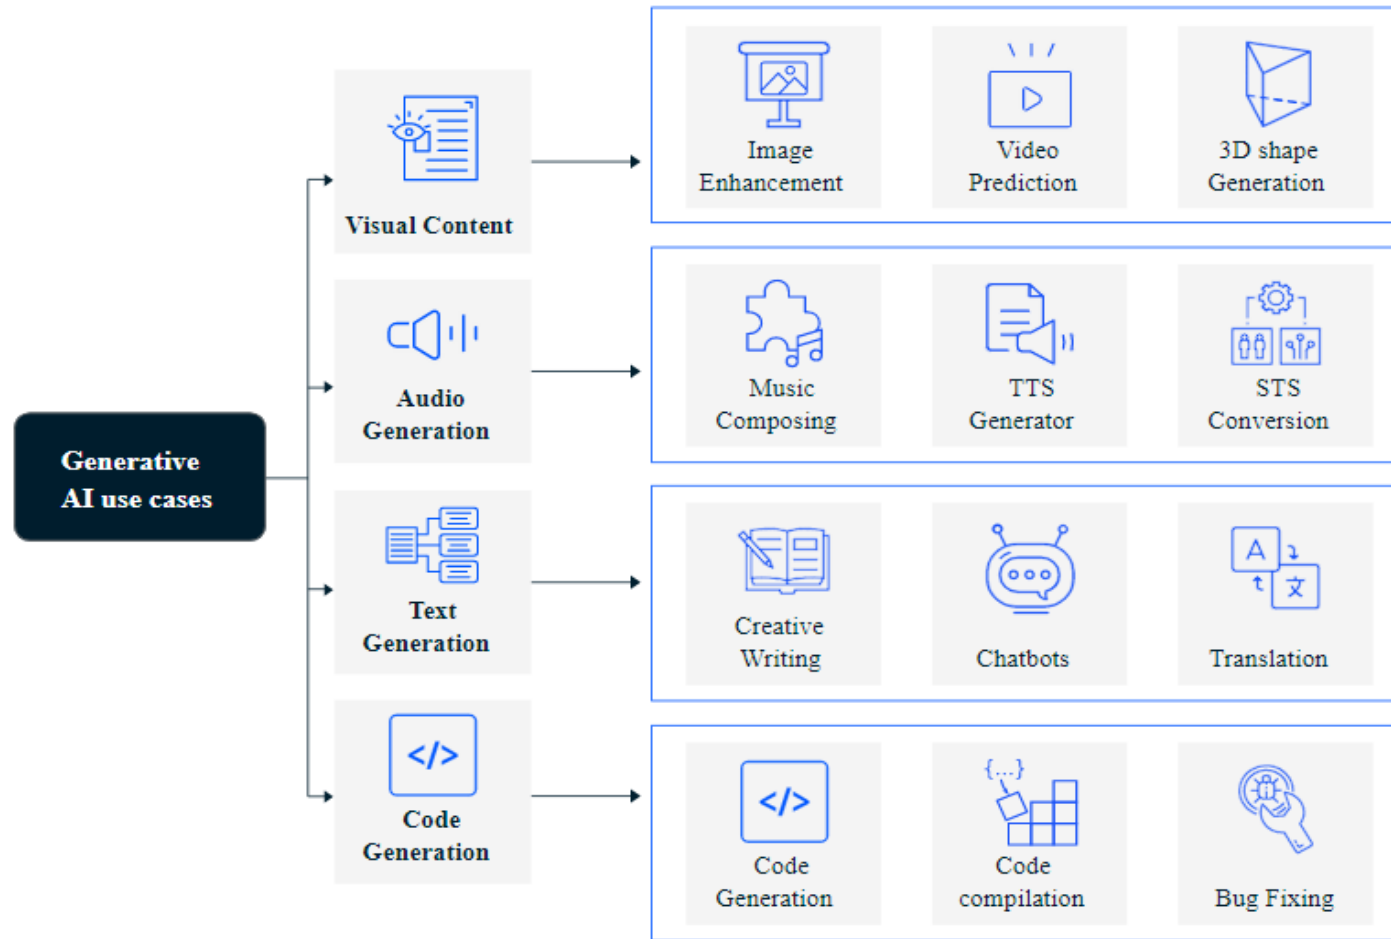 Generative
AI use cases
Visual Content
Image
Enhancement
Video
Prediction
3D shape
Generation
Audio
Generation
Music
Composing
TTS
Generator
STS
Conversion
Text
Generation
Creative
Writing
Chatbots
A
文
Translation
</>
Code
Generation
</>
Code
Generation
{...}
Code
compilation
Bug Fixing